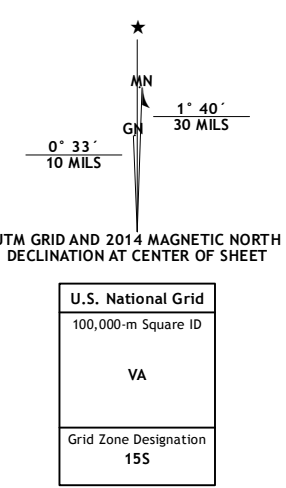 ★
MN
1° 40´
30 MILS
GN
0° 33´
10 MILS
UTM GRID AND 2014 MAGNETIC NORTH
DECLINATION AT CENTER OF SHEET
U.S. National Grid
100,000-m Square ID
VA
Grid Zone Designation
15S